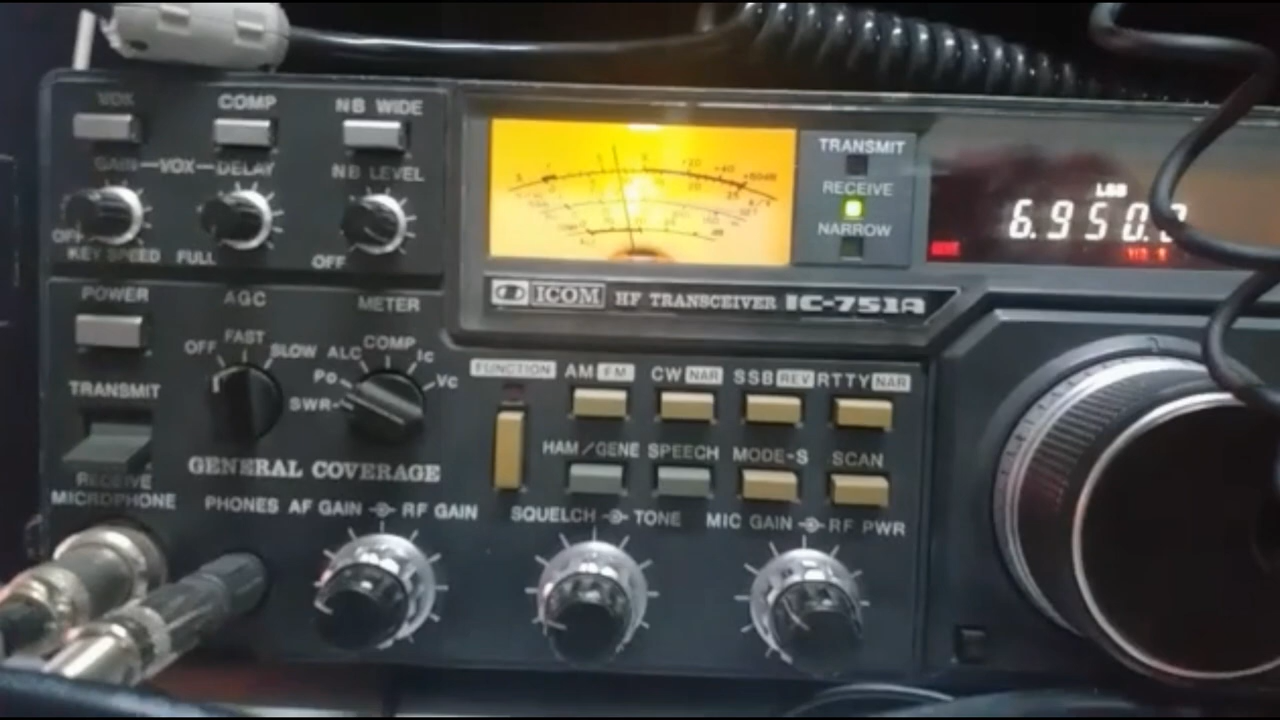 VOX COMP NB WIDE
GAIN—VOX—DELAY NB LEVEL
OFF
KEY SPEED FULL OFF
TRANSMIT
RECEIVE
NARROW
LSB
6.950.
ICOM HF TRANSCEIVER IC-751A
POWER AGC METER
OFF FAST SLOW
SWR Po ALC COMP Ic Vc
TRANSMIT
RECEIVE
GENERAL COVERAGE
FUNCTION AM FM CW NAR SSB REV RTTY NAR
HAM/GENE SPEECH MODE-S SCAN
MICROPHONE PHONES AF GAIN RF GAIN SQUELCH TONE MIC GAIN RF PWR